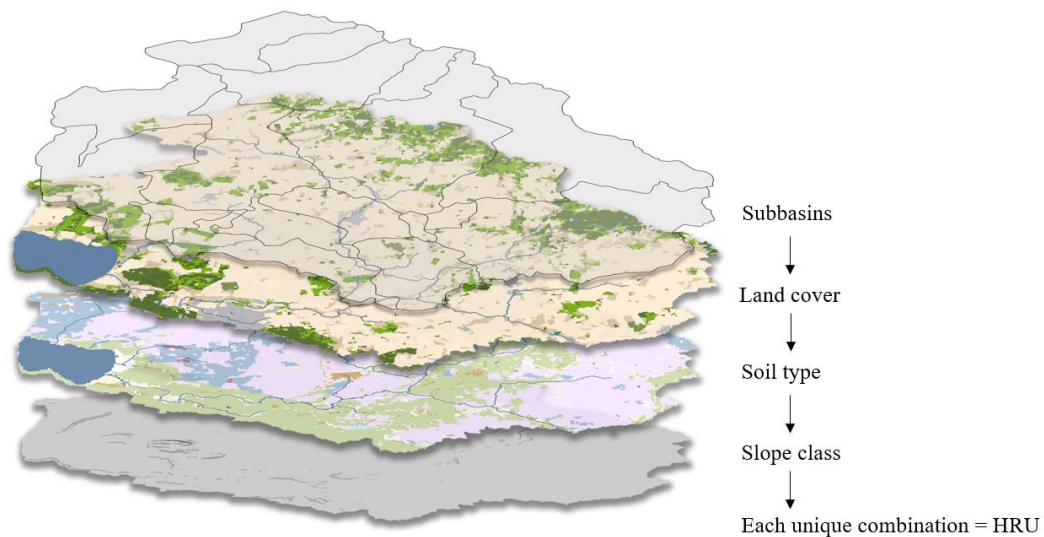 Subbasins
Land cover
Soil type
Slope class
Each unique combination = HRU